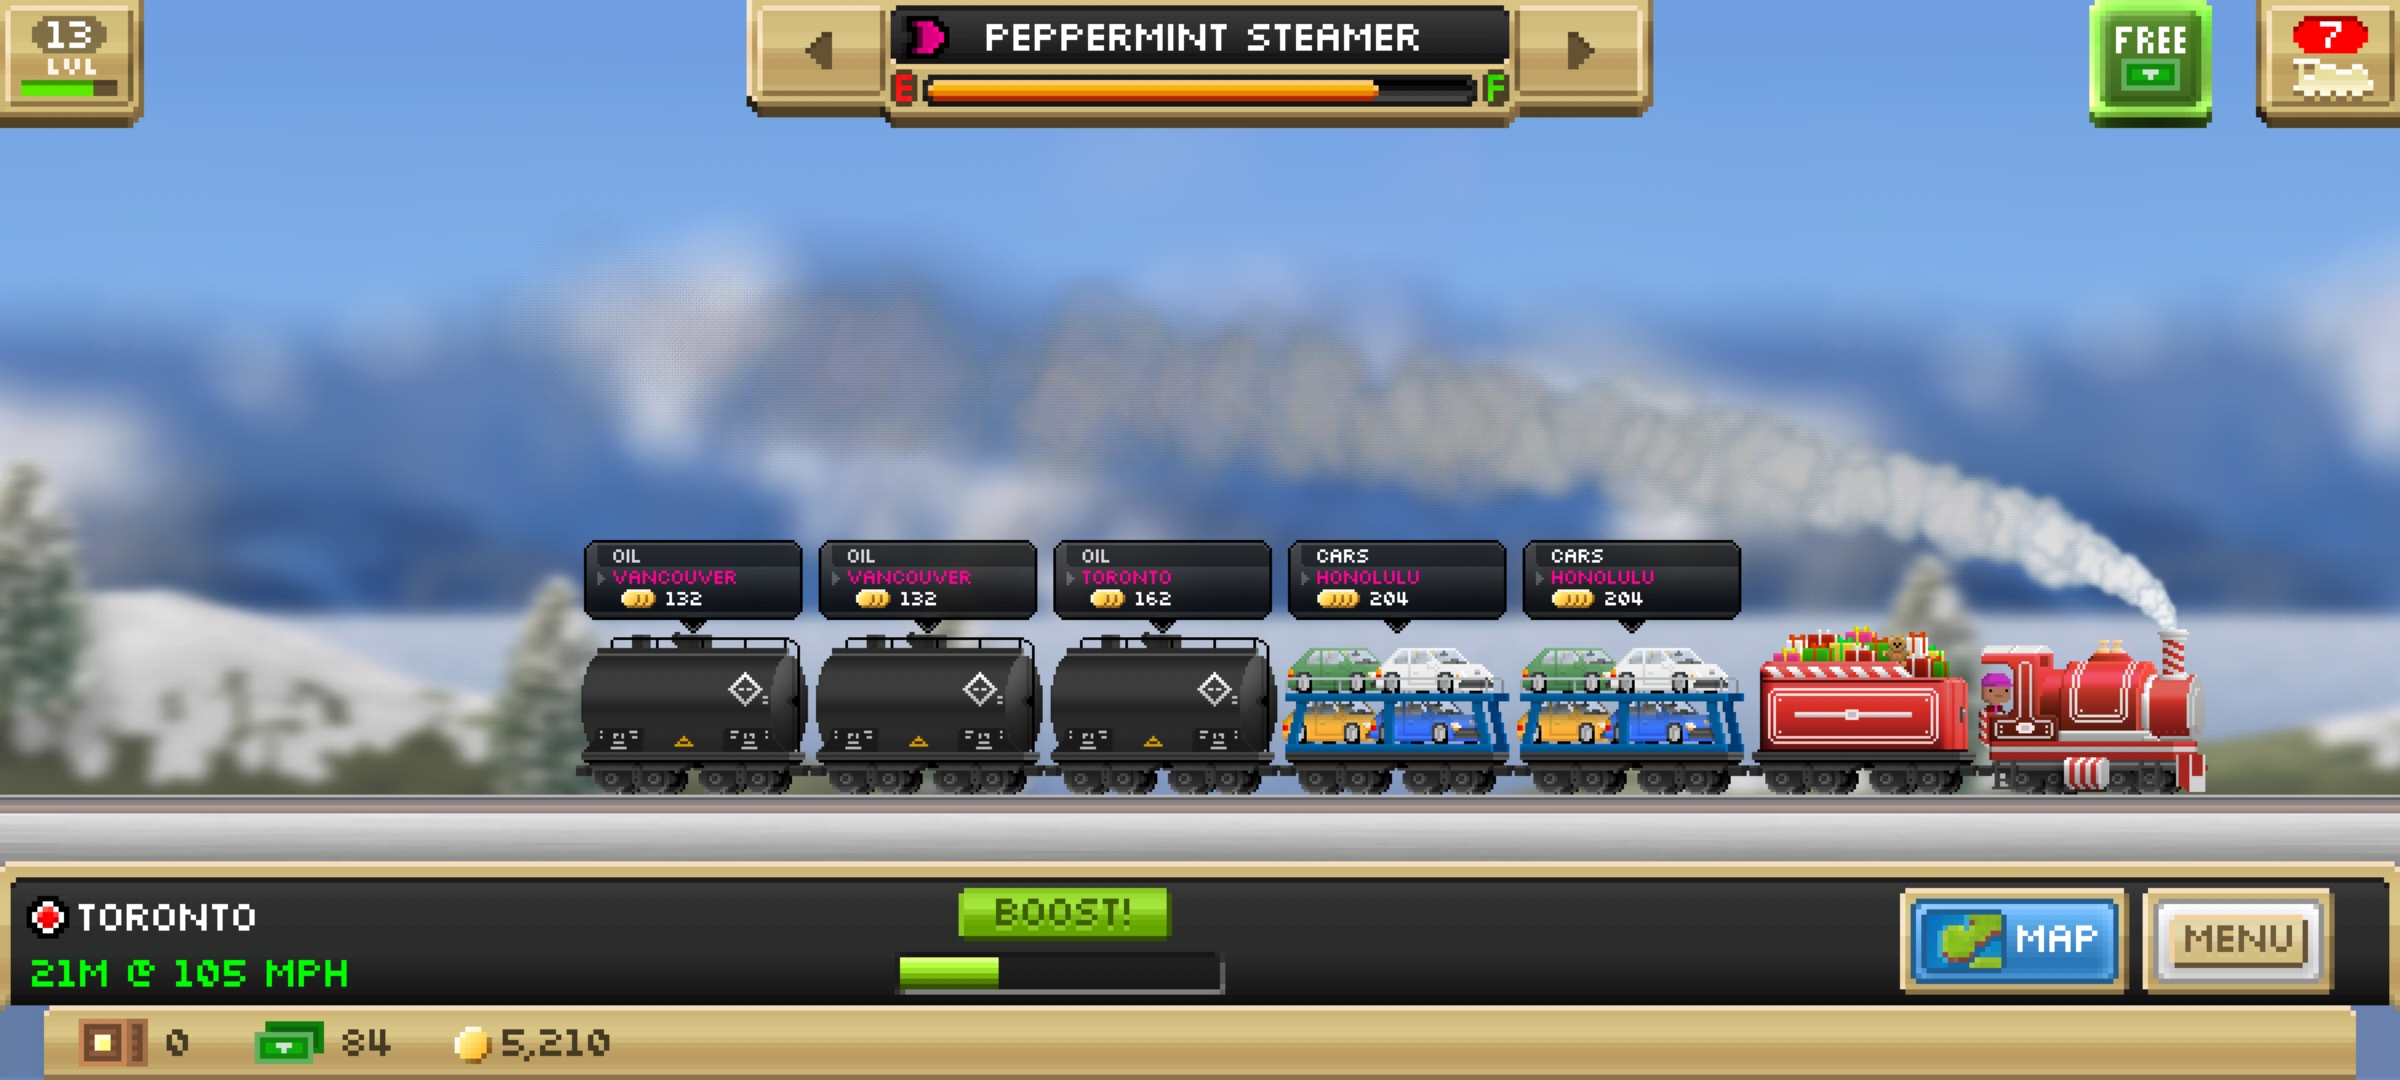 13
LVL
PEPPERMINT STEAMER
E F
FREE
7
OIL
VANCOUVER
132
OIL
VANCOUVER
132
OIL
TORONTO
162
CARS
HONOLULU
204
CARS
HONOLULU
204
TORONTO
21M @ 105 MPH
BOOST!
MAP
MENU
0
84
5,210